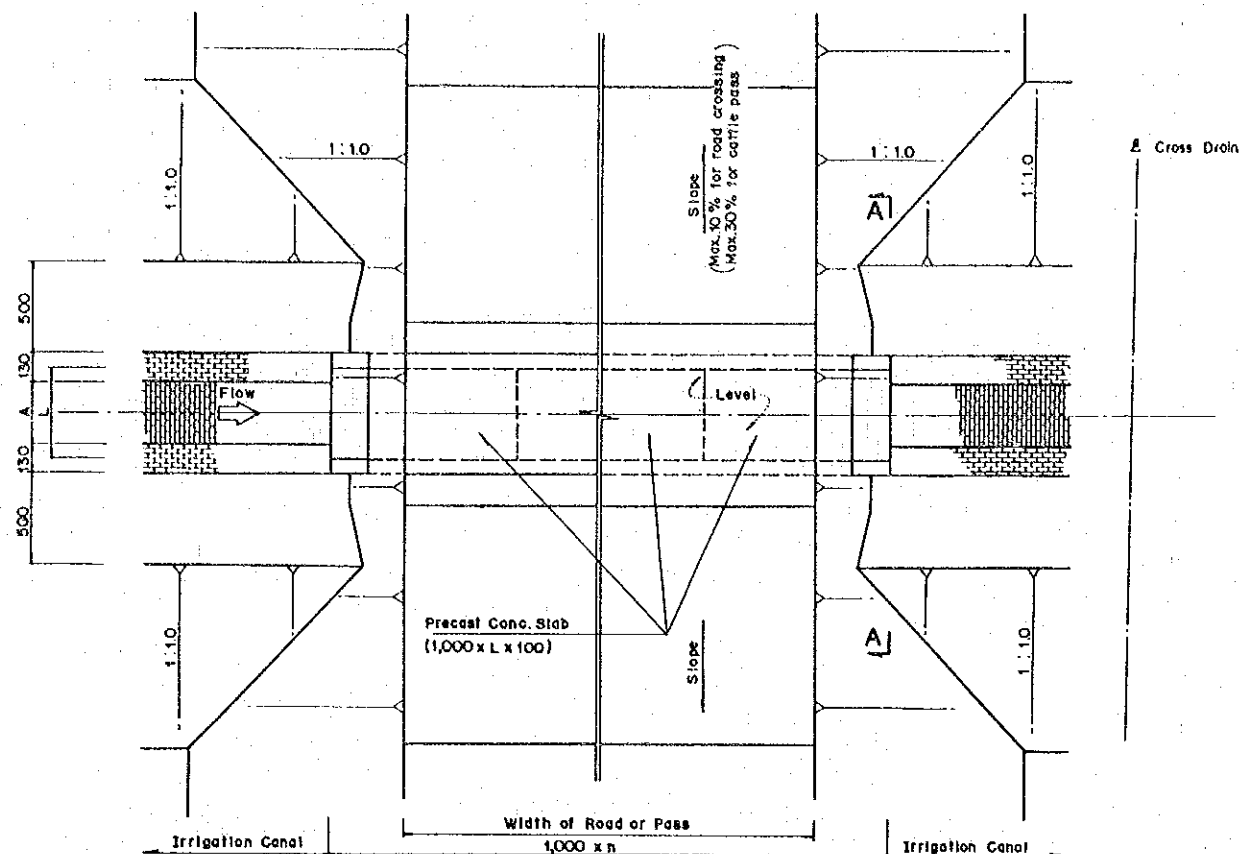 Slope
(Max.10 % for road crossing)
(Max.30% for cattle pass)
1:1.0
1:1.0
1:1.0
1:1.0
A
℄ Cross Drain
500
130
A
L
130
500
Flow
Level
Precast Conc. Slab
(1,000 x L x 100)
Slope
A
1:1.0
1:1.0
Width of Road or Pass
1,000 x n
Irrigation Canal
Irrigation Canal